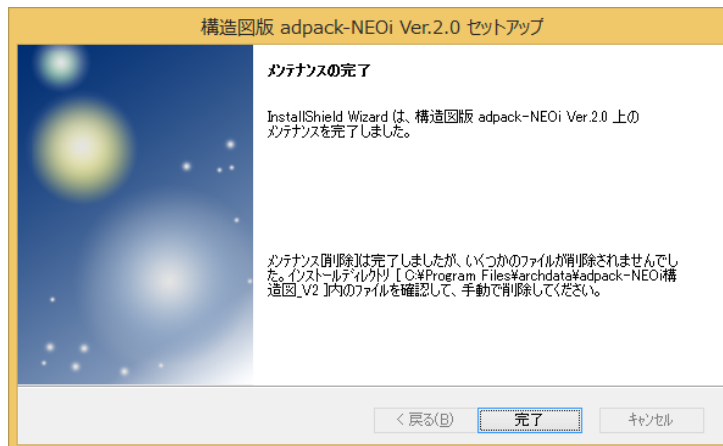 構造図版 adpack-NEOi Ver.2.0 セットアップ
ﾒﾝﾃﾅﾝｽの完了
InstallShield Wizard は、構造図版 adpack-NEOi Ver.2.0 上の
ﾒﾝﾃﾅﾝｽを完了しました。
ﾒﾝﾃﾅﾝｽ[削除]は完了しましたが、いくつかのファイルが削除されませんでし
た。インストールディレクトリ [ C:¥Program Files¥archdata¥adpack-NEOi構
造図_V2 ]内のファイルを確認して、手動で削除してください。
< 戻る(B)
完了
ｷｬﾝｾﾙ